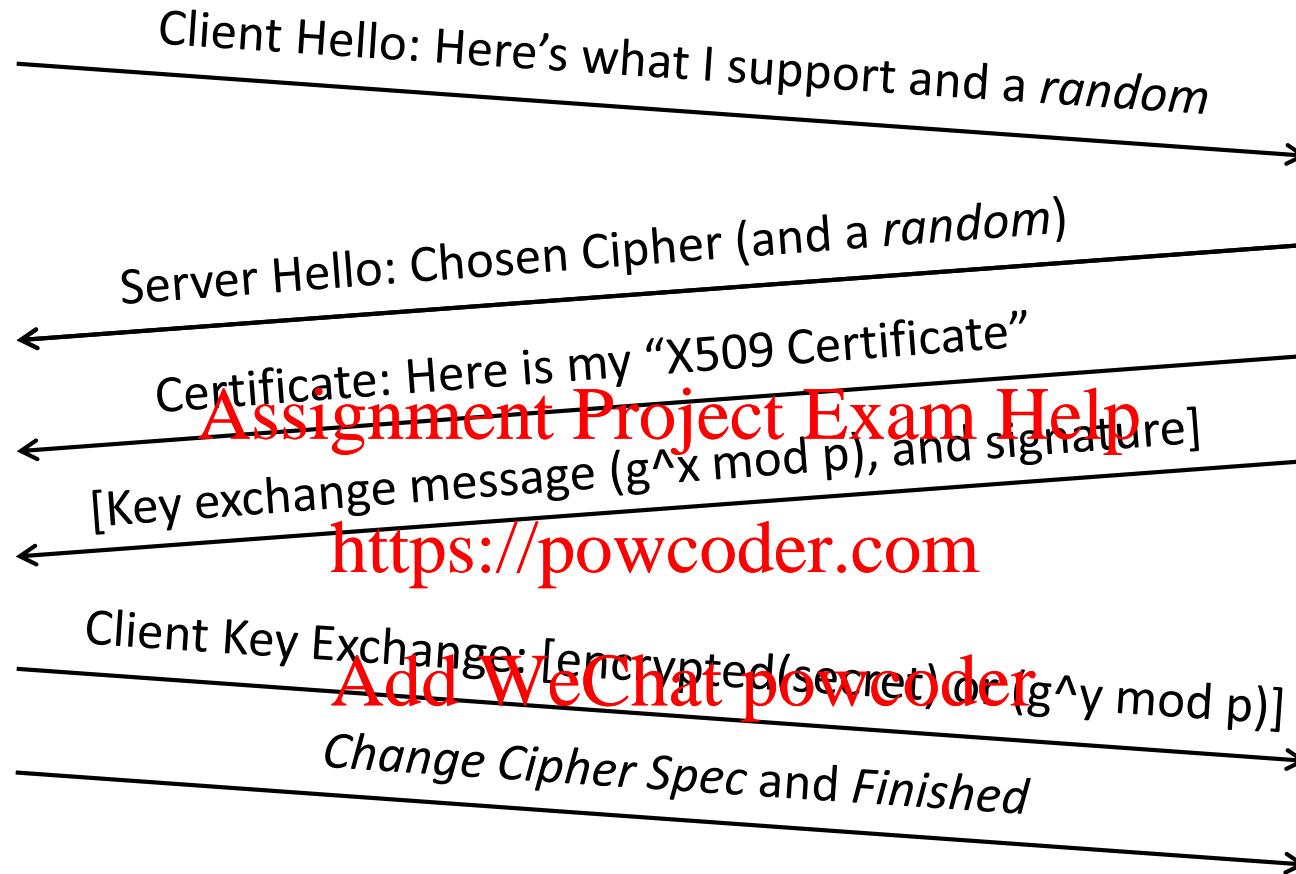 Client Hello: Here’s what I support and a random
Server Hello: Chosen Cipher (and a random)
Certificate: Here is my “X509 Certificate”
Assignment Project Exam Help
[Key exchange message (g^x mod p), and signature]
https://powcoder.com
Client Key Exchange: [encrypted(secret) or (g^y mod p)]
Add WeChat powcoder
Change Cipher Spec and Finished